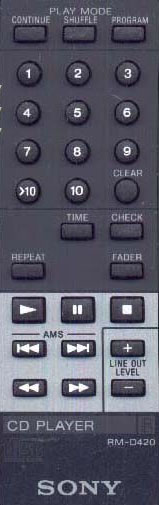 PLAY MODE
CONTINUE SHUFFLE PROGRAM
1 2 3
4 5 6
7 8 9
>10 10 CLEAR
TIME CHECK
REPEAT FADER
AMS
+
LINE OUT
LEVEL
−
CD PLAYER
RM-D420
SONY